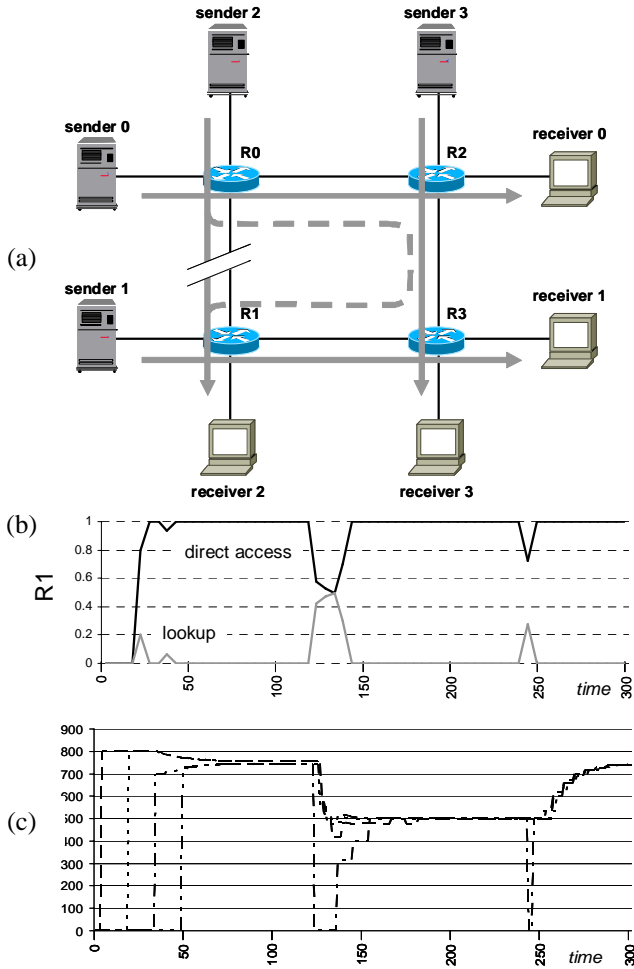 sender 2 sender 3
sender 0 R0 R2 receiver 0
(a)
sender 1 R1 R3 receiver 1
receiver 2 receiver 3
(b)
R1
1
0.8
0.6
0.4
0.2
0
direct access
lookup
0 50 100 150 200 250 300
time
(c)
900
800
700
600
500
400
300
200
100
0
0 50 100 150 200 250 300
time